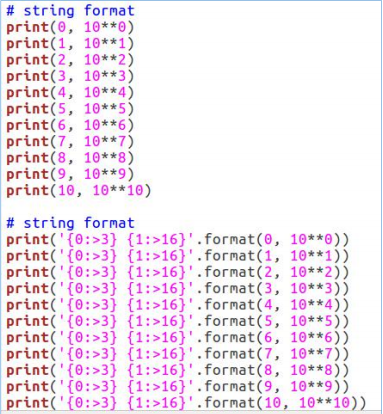 # string format
print(0, 10**0)
print(1, 10**1)
print(2, 10**2)
print(3, 10**3)
print(4, 10**4)
print(5, 10**5)
print(6, 10**6)
print(7, 10**7)
print(8, 10**8)
print(9, 10**9)
print(10, 10**10)
# string format
print('{0:>3} {1:>16}'.format(0, 10**0))
print('{0:>3} {1:>16}'.format(1, 10**1))
print('{0:>3} {1:>16}'.format(2, 10**2))
print('{0:>3} {1:>16}'.format(3, 10**3))
print('{0:>3} {1:>16}'.format(4, 10**4))
print('{0:>3} {1:>16}'.format(5, 10**5))
print('{0:>3} {1:>16}'.format(6, 10**6))
print('{0:>3} {1:>16}'.format(7, 10**7))
print('{0:>3} {1:>16}'.format(8, 10**8))
print('{0:>3} {1:>16}'.format(9, 10**9))
print('{0:>3} {1:>16}'.format(10, 10**10))